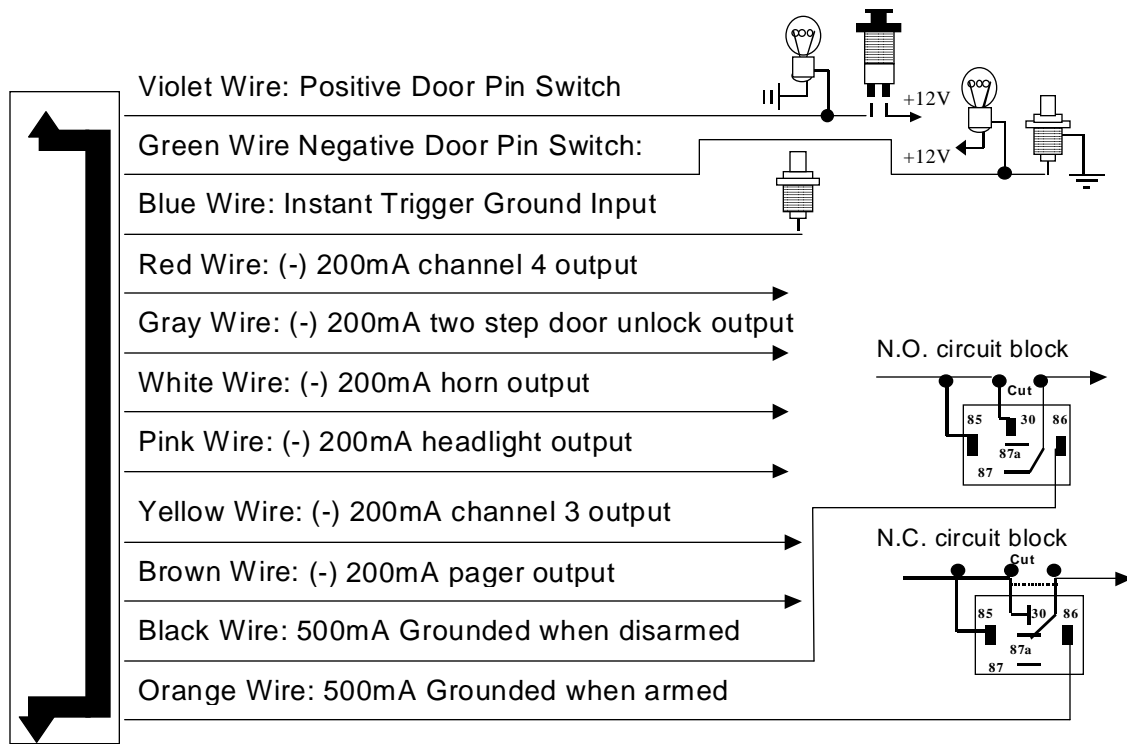 Violet Wire: Positive Door Pin Switch
+12V
Green Wire Negative Door Pin Switch:
+12V
Blue Wire: Instant Trigger Ground Input
Red Wire: (-) 200mA channel 4 output
Gray Wire: (-) 200mA two step door unlock output
White Wire: (-) 200mA horn output
Pink Wire: (-) 200mA headlight output
Yellow Wire: (-) 200mA channel 3 output
Brown Wire: (-) 200mA pager output
Black Wire: 500mA Grounded when disarmed
Orange Wire: 500mA Grounded when armed
N.O. circuit block
Cut
85 30 86
87a
87
N.C. circuit block
Cut
85 30 86
87a
87